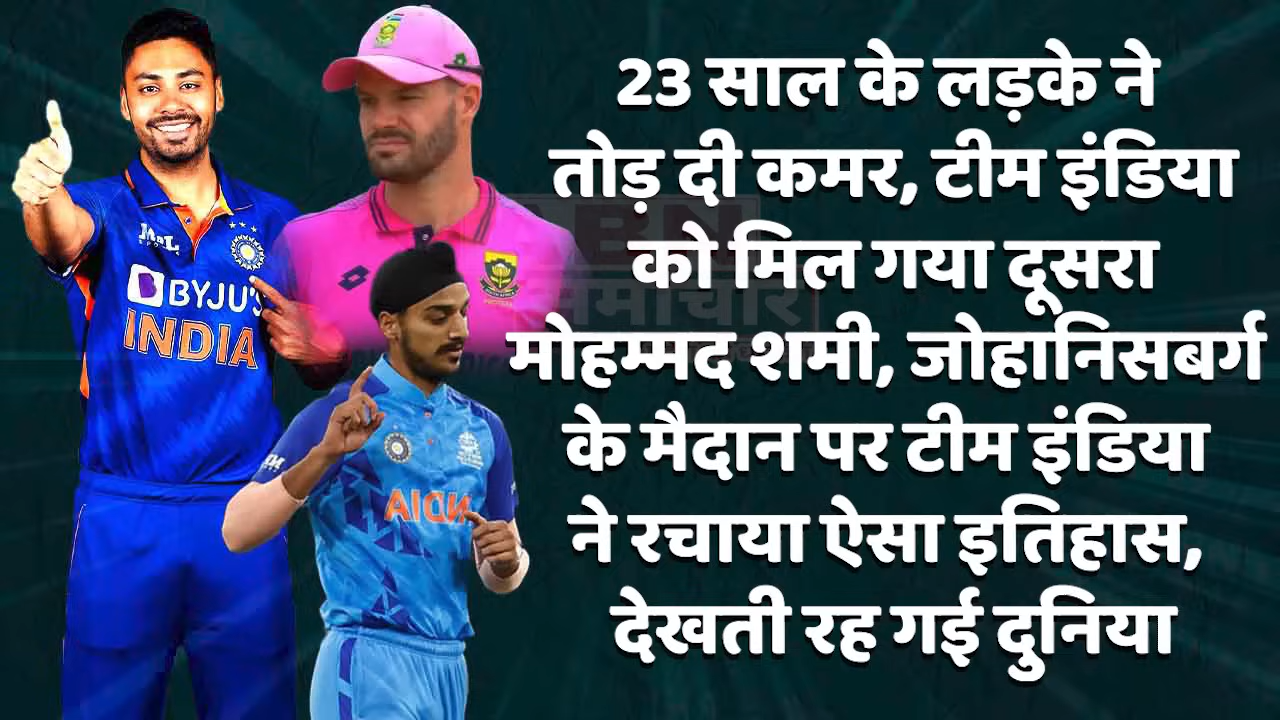 23 साल के लड़के ने
तोड़ दी कमर, टीम इंडिया
को मिल गया दूसरा
मोहम्मद शमी, जोहानिसबर्ग
के मैदान पर टीम इंडिया
ने रचाया ऐसा इतिहास,
देखती रह गई दुनिया
BYJU'S
INDIA